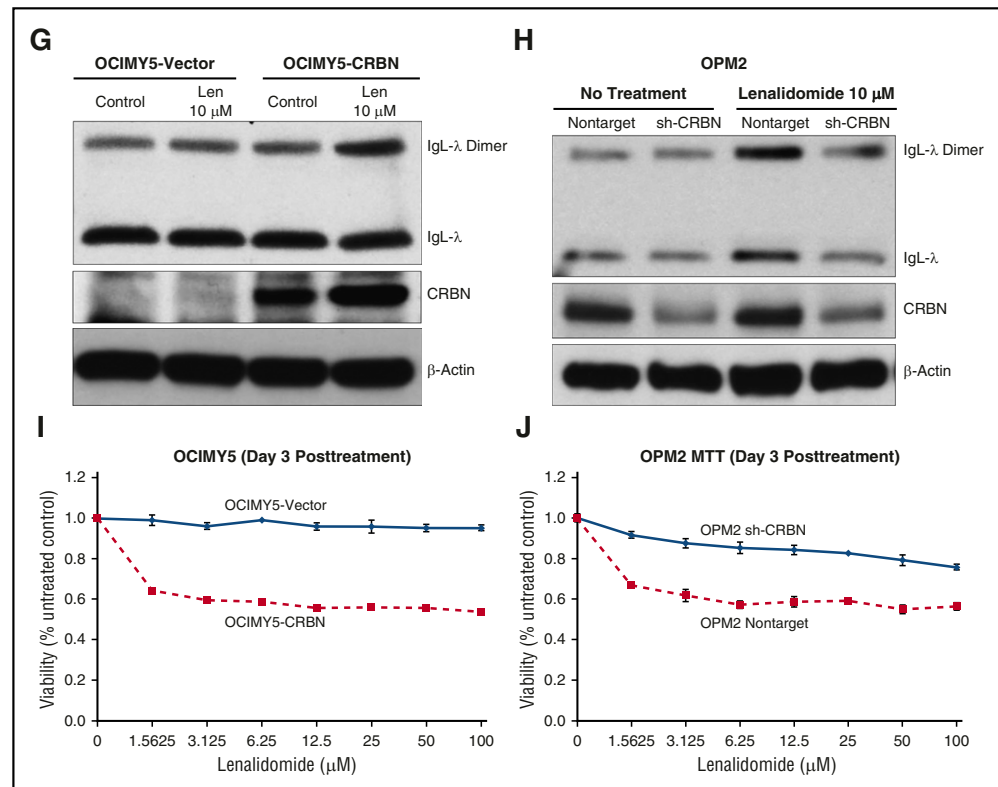 G
OCIMY5-Vector OCIMY5-CRBN
Control Len 10 µM Control Len 10 µM
IgL-λ Dimer
IgL-λ
CRBN
β-Actin
H
OPM2
No Treatment Lenalidomide 10 µM
Nontarget sh-CRBN Nontarget sh-CRBN
IgL-λ Dimer
IgL-λ
CRBN
β-Actin
I
OCIMY5 (Day 3 Posttreatment)
Viability (% untreated control)
1.2
1.0
0.8
0.6
0.4
0.2
0.0
OCIMY5-Vector
OCIMY5-CRBN
0 1.5625 3.125 6.25 12.5 25 50 100
Lenalidomide (µM)
J
OPM2 MTT (Day 3 Posttreatment)
Viability (% untreated control)
1.2
1.0
0.8
0.6
0.4
0.2
0.0
OPM2 sh-CRBN
OPM2 Nontarget
0 1.5625 3.125 6.25 12.5 25 50 100
Lenalidomide (µM)